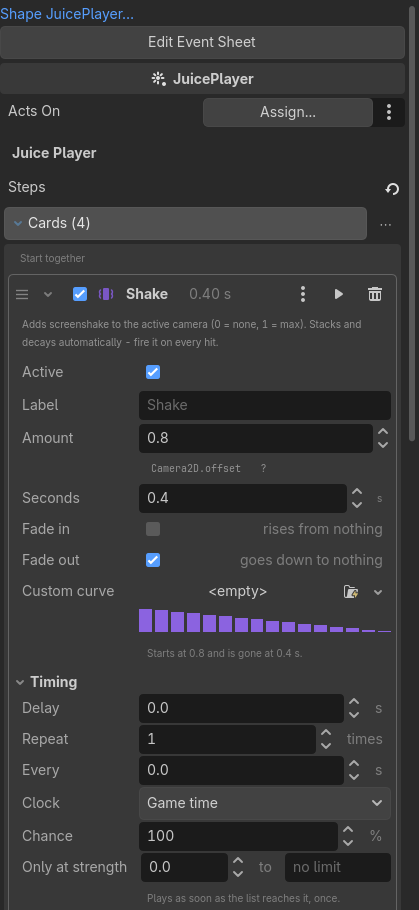 Shape JuicePlayer...
Edit Event Sheet
JuicePlayer
Acts On Assign...
Juice Player
Steps
Cards (4) ...
Start together
Shake 0.40 s
Adds screenshake to the active camera (0 = none, 1 = max). Stacks and
decays automatically - fire it on every hit.
Active
Label Shake
Amount 0.8
Camera2D.offset ?
Seconds 0.4 s
Fade in rises from nothing
Fade out goes down to nothing
Custom curve <empty>
Starts at 0.8 and is gone at 0.4 s.
Timing
Delay 0.0 s
Repeat 1 times
Every 0.0 s
Clock Game time
Chance 100 %
Only at strength 0.0 to no limit
Plays as soon as the list reaches it, once.